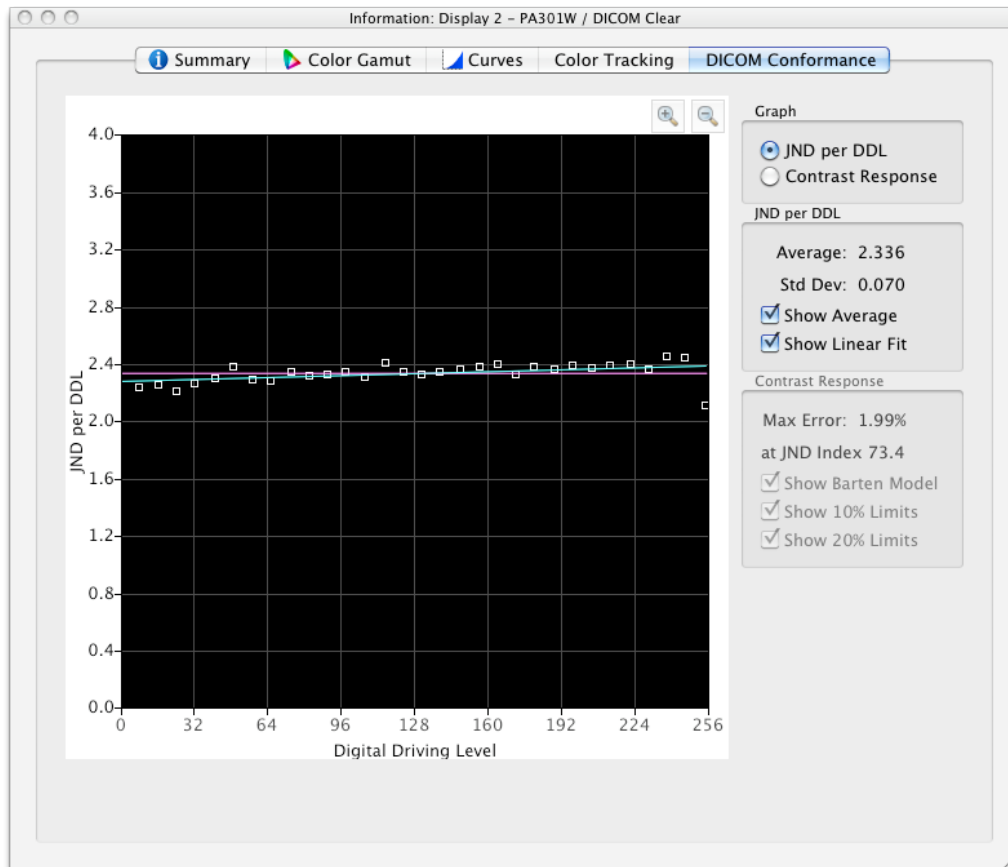 Information: Display 2 – PA301W / DICOM Clear
Summary
Color Gamut
Curves
Color Tracking
DICOM Conformance
4.0
3.6
3.2
2.8
2.4
2.0
1.6
1.2
0.8
0.4
0.0
JND per DDL
0
32
64
96
128
160
192
224
256
Digital Driving Level
Graph
JND per DDL
Contrast Response
JND per DDL
Average: 2.336
Std Dev: 0.070
Show Average
Show Linear Fit
Contrast Response
Max Error: 1.99%
at JND Index 73.4
Show Barten Model
Show 10% Limits
Show 20% Limits